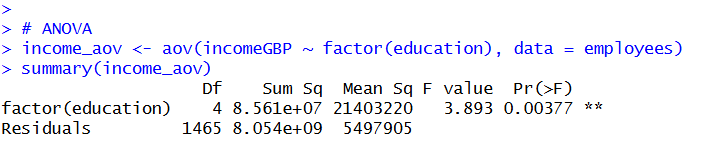 >
> # ANOVA
> income_aov <- aov(incomeGBP ~ factor(education), data = employees)
> summary(income_aov)
                    Df    Sum Sq  Mean Sq F value  Pr(>F)
factor(education)    4 8.561e+07 21403220   3.893 0.00377 **
Residuals         1465 8.054e+09  5497905